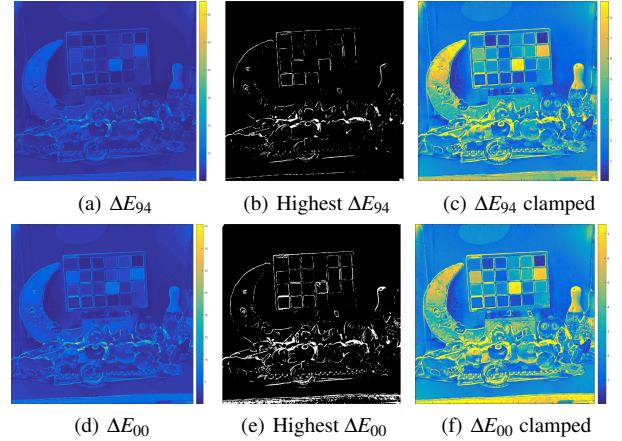 (a) ΔE94
(b) Highest ΔE94
(c) ΔE94 clamped
(d) ΔE00
(e) Highest ΔE00
(f) ΔE00 clamped